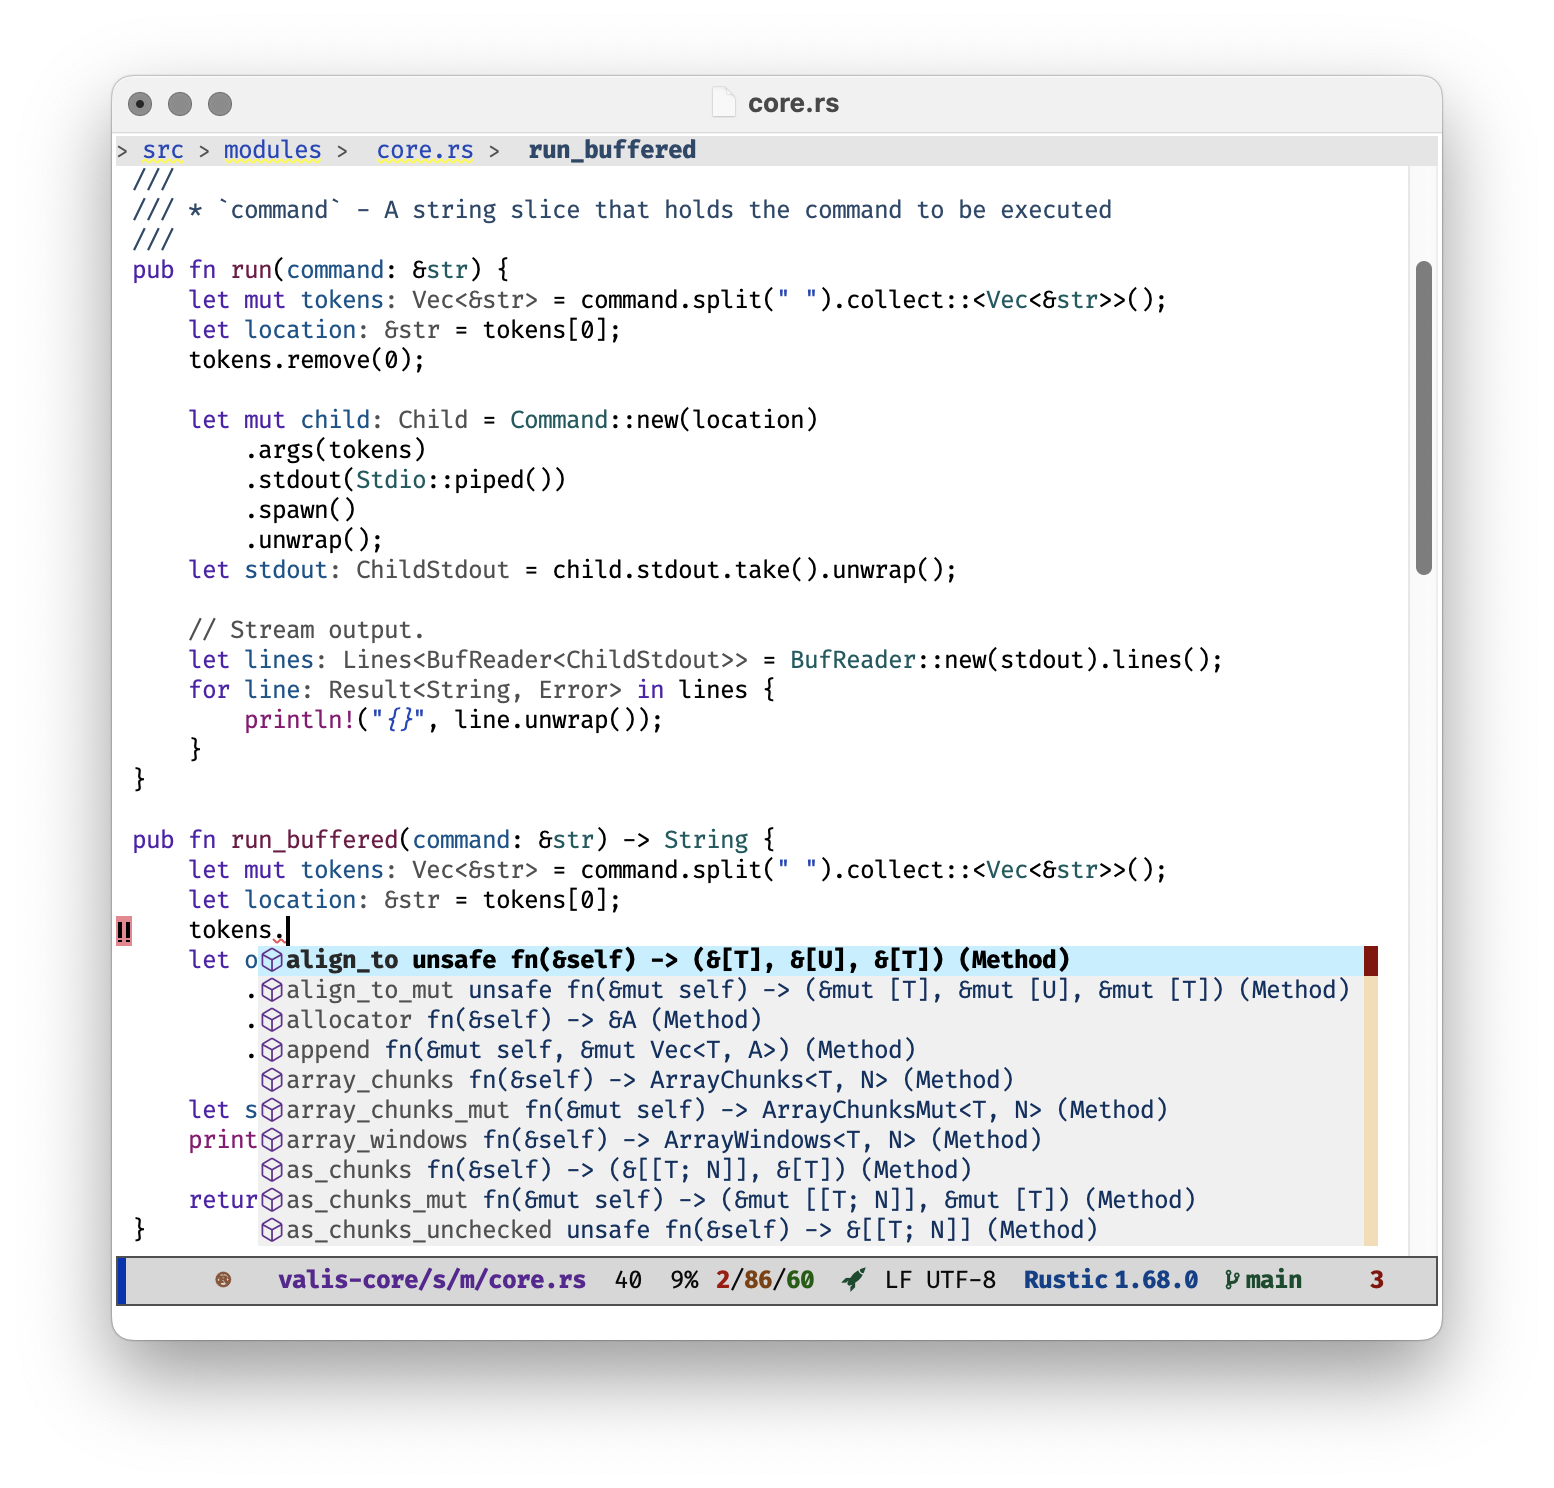 core.rs
> src > modules > core.rs > run_buffered
///
/// * `command` - A string slice that holds the command to be executed
///
pub fn run(command: &str) {
    let mut tokens: Vec<&str> = command.split(" ").collect::<Vec<&str>>();
    let location: &str = tokens[0];
    tokens.remove(0);
    let mut child: Child = Command::new(location)
        .args(tokens)
        .stdout(Stdio::piped())
        .spawn()
        .unwrap();
    let stdout: ChildStdout = child.stdout.take().unwrap();
    // Stream output.
    let lines: Lines<BufReader<ChildStdout>> = BufReader::new(stdout).lines();
    for line: Result<String, Error> in lines {
        println!("{}", line.unwrap());
    }
}
pub fn run_buffered(command: &str) -> String {
    let mut tokens: Vec<&str> = command.split(" ").collect::<Vec<&str>>();
    let location: &str = tokens[0];
!!    tokens.
    let o align_to unsafe fn(&self) -> (&[T], &[U], &[T]) (Method)
        . align_to_mut unsafe fn(&mut self) -> (&mut [T], &mut [U], &mut [T]) (Method)
        . allocator fn(&self) -> &A (Method)
        . append fn(&mut self, &mut Vec<T, A>) (Method)
        array_chunks fn(&self) -> ArrayChunks<T, N> (Method)
    let s array_chunks_mut fn(&mut self) -> ArrayChunksMut<T, N> (Method)
    print array_windows fn(&self) -> ArrayWindows<T, N> (Method)
        as_chunks fn(&self) -> (&[[T; N]], &[T]) (Method)
    retur as_chunks_mut fn(&mut self) -> (&mut [[T; N]], &mut [T]) (Method)
} as_chunks_unchecked unsafe fn(&self) -> &[[T; N]] (Method)
valis-core/s/m/core.rs 40 9% 2/86/60 LF UTF-8 Rustic 1.68.0 main 3